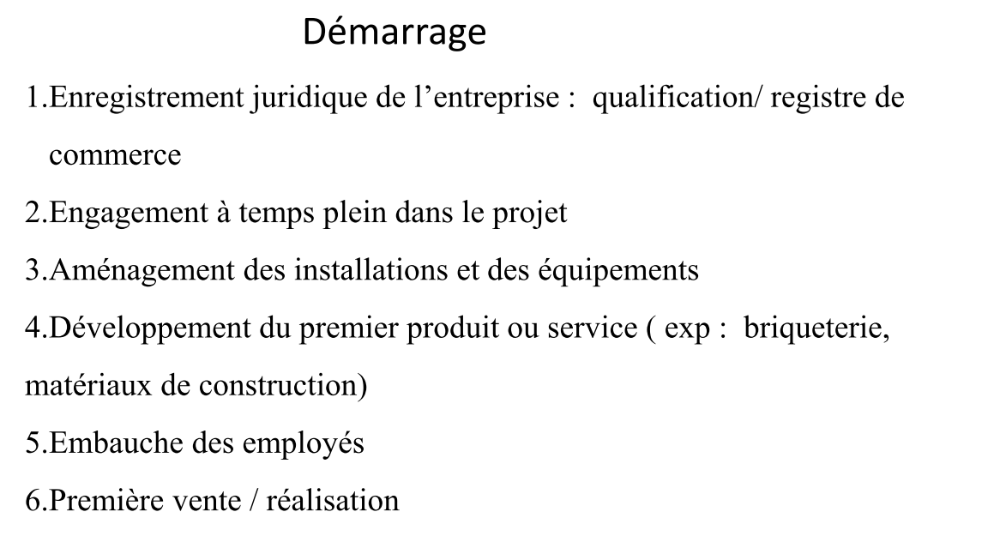 Démarrage
1.Enregistrement juridique de l’entreprise :  qualification/ registre de
commerce
2.Engagement à temps plein dans le projet
3.Aménagement des installations et des équipements
4.Développement du premier produit ou service ( exp :  briqueterie,
matériaux de construction)
5.Embauche des employés
6.Première vente / réalisation